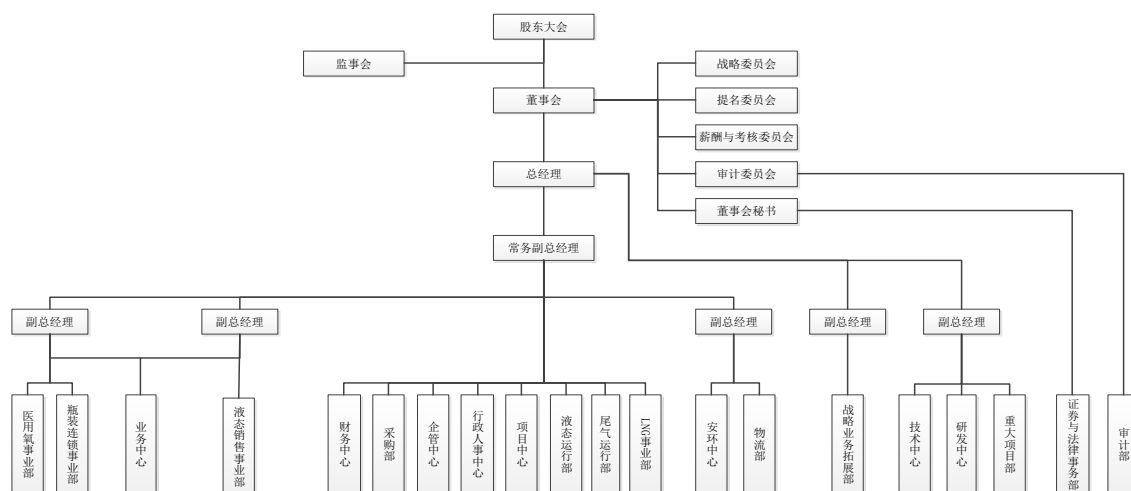 股东大会
监事会
战略委员会
董事会
提名委员会
薪酬与考核委员会
总经理
审计委员会
董事会秘书
常务副总经理
副总经理
副总经理
副总经理
副总经理
副总经理
医用氧事业部
瓶装连锁事业部
业务中心
液态销售事业部
财务中心
采购部
企管中心
行政人事中心
项目中心
液态运行部
尾气运行部
LNG事业部
安环中心
物流部
战略业务拓展部
技术中心
研发中心
重大项目部
证券与法律事务部
审计部